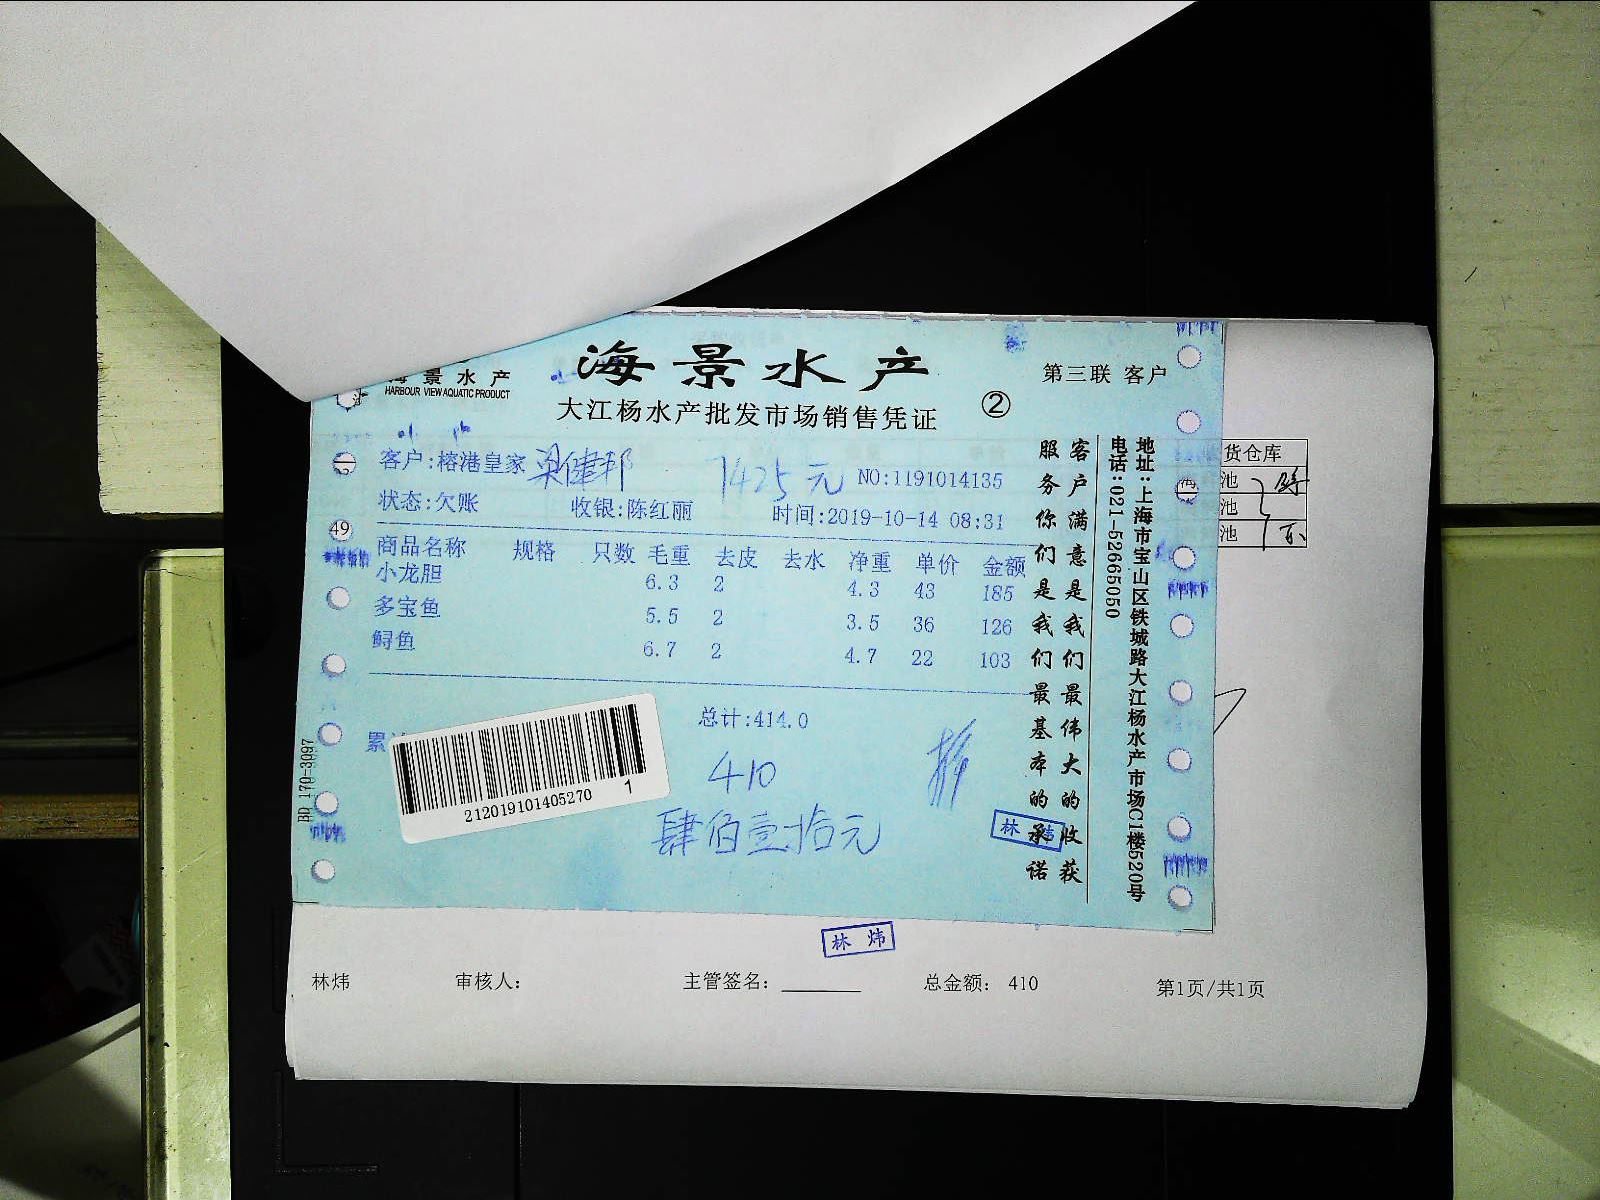 海景水产
HARBOUR VIEW AQUATIC PRODUCT
海景水产
大江杨水产批发市场销售凭证
②
第三联 客户
客户:榕港皇家 梁健邦 1425元 NO:1191014135
状态:欠账 收银:陈红丽 时间:2019-10-14 08:31
商品名称 规格 只数 毛重 去皮 去水 净重 单价 金额
小龙胆 6.3 2 4.3 43 185
多宝鱼 5.5 2 3.5 36 126
鲟鱼 6.7 2 4.7 22 103
总计:414.0
累
410
肆佰壹拾元
212019101405270 1
BD 170-3097
49
客户满意是我们最伟大的收获
服务你们是我们最基本的承诺
地址:上海市宝山区铁城路大江杨水产市场C1楼520号
电话:021-52665050
林炜
货仓库
池
池
池
林炜
林炜 审核人: 主管签名: 总金额: 410 第1页/共1页